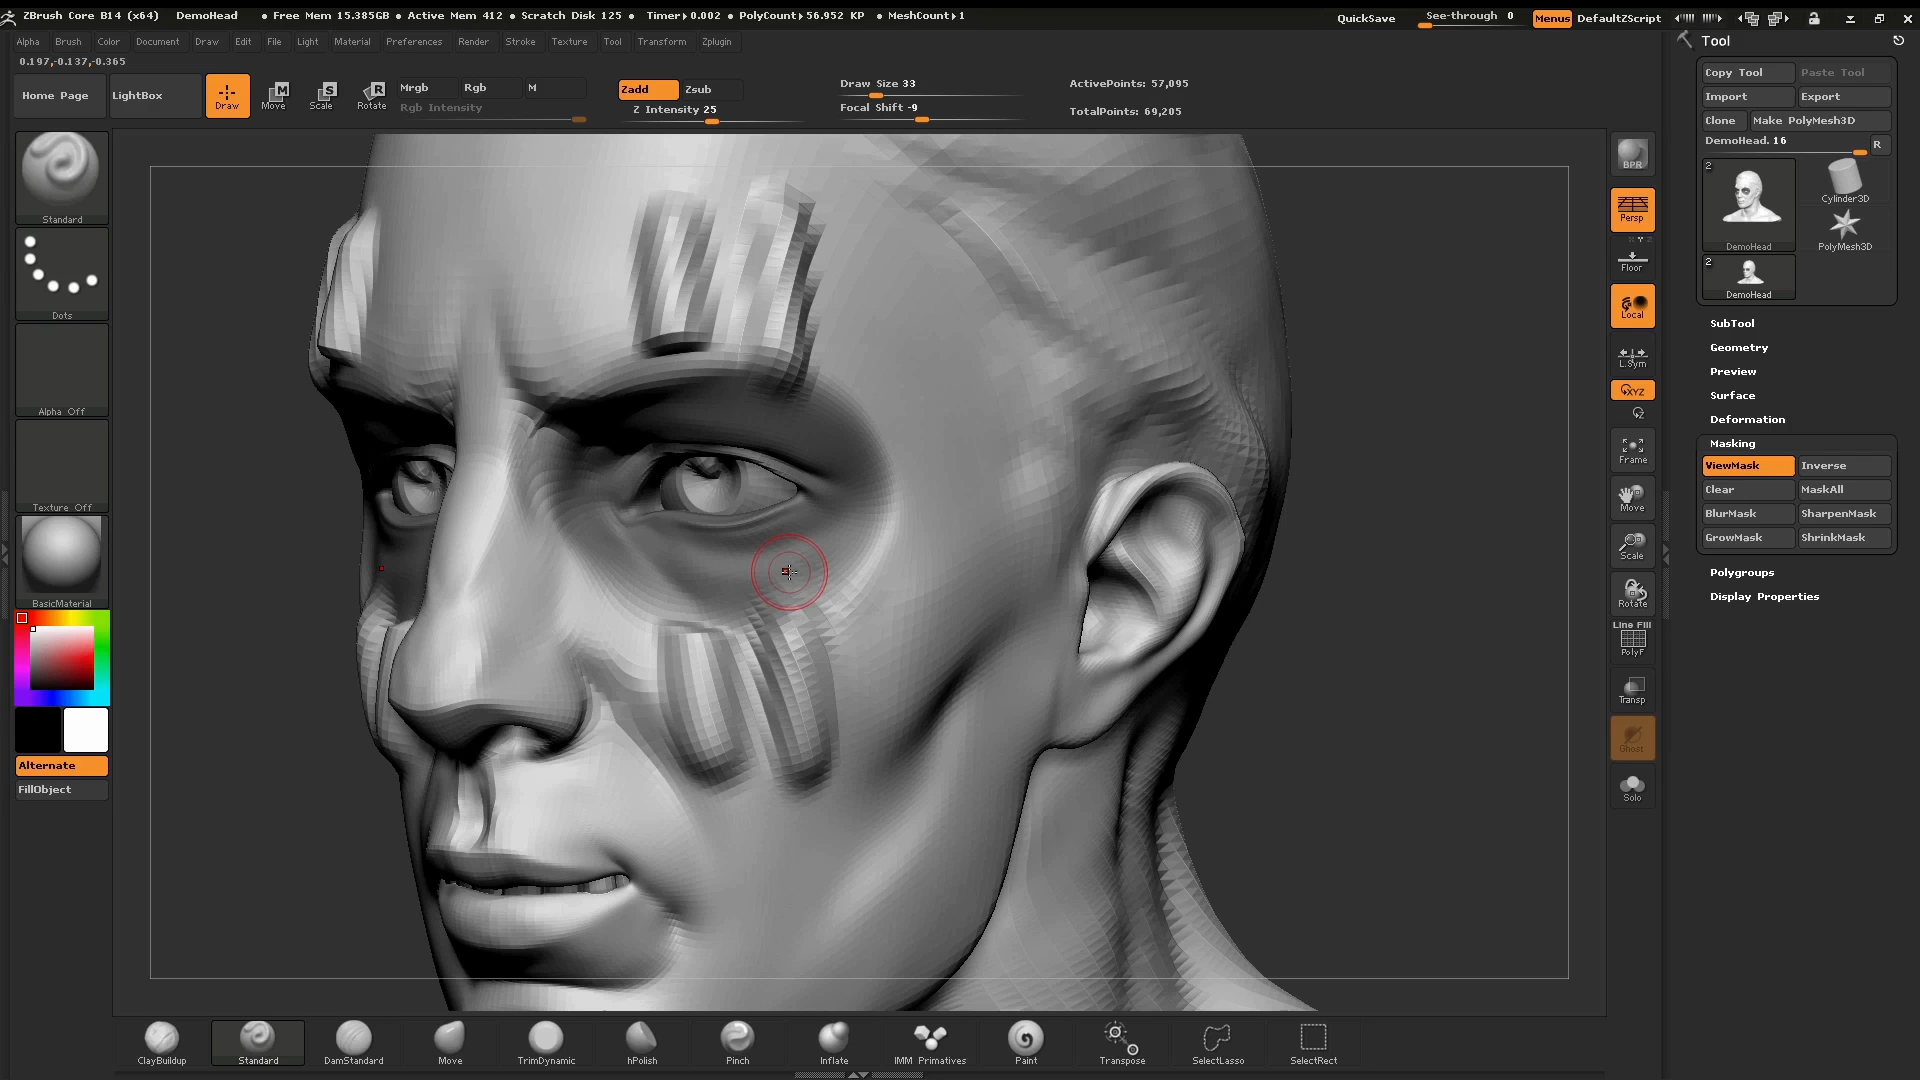 ZBrush Core B14 (x64) DemoHead • Free Mem 15.385GB • Active Mem 412 • Scratch Disk 125 • Timer▸0.002 • PolyCount▸56.952 KP • MeshCount▸1 QuickSave See-through 0 Menus DefaultZScript
Alpha Brush Color Document Draw Edit File Light Material Preferences Render Stroke Texture Tool Transform Zplugin
0.197,-0.137,-0.365
Home Page LightBox Draw Move Scale Rotate
M S R
Mrgb Rgb M
Rgb Intensity
Zadd Zsub
Z Intensity 25
Draw Size 33
Focal Shift -9
ActivePoints: 57,095
TotalPoints: 69,205
Standard
Dots
Alpha Off
Texture Off
BasicMaterial
Alternate
FillObject
BPR
Persp
Floor
Local
L.Sym
XYZ
Frame
Move
Scale
Rotate
Line Fill
PolyF
Transp
Ghost
Solo
Tool
Copy Tool Paste Tool
Import Export
Clone Make PolyMesh3D
DemoHead. 16 R
2
DemoHead
Cylinder3D
PolyMesh3D
2
DemoHead
SubTool
Geometry
Preview
Surface
Deformation
Masking
ViewMask Inverse
Clear MaskAll
BlurMask SharpenMask
GrowMask ShrinkMask
Polygroups
Display Properties
ClayBuildup Standard DamStandard Move TrimDynamic hPolish Pinch Inflate IMM Primitives Paint Transpose SelectLasso SelectRect